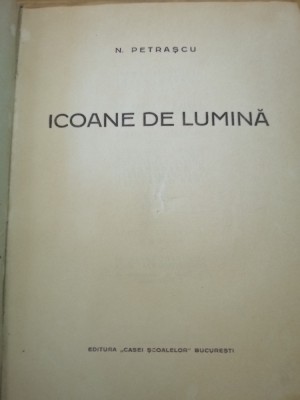 N. PETRAŞCU
ICOANE DE LUMINĂ
EDITURA „CASEI ŞCOALELOR" BUCUREŞTI